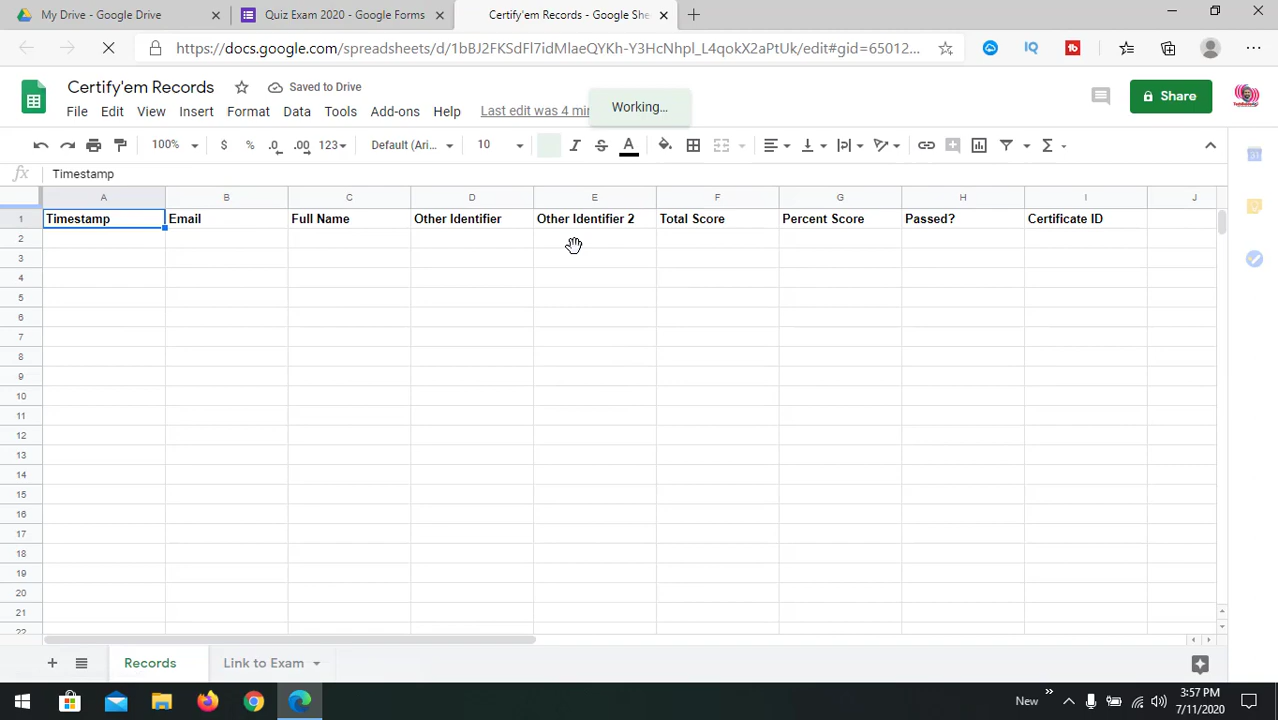 My Drive - Google Drive
Quiz Exam 2020 - Google Forms
Certify'em Records - Google She
https://docs.google.com/spreadsheets/d/1bBJ2FKSdFl7idMlaeQYKh-Y3HcNhpl_L4qokX2aPtUk/edit#gid=65012...
Certify'em Records
Saved to Drive
Working...
Share
File Edit View Insert Format Data Tools Add-ons Help Last edit was 4 min
100% $ % .0 .00 123 Default (Ari... 10
fx Timestamp
A B C D E F G H I J
1 Timestamp Email Full Name Other Identifier Other Identifier 2 Total Score Percent Score Passed? Certificate ID
2
3
4
5
6
7
8
9
10
11
12
13
14
15
16
17
18
19
20
21
22
Records
Link to Exam
New
3:57 PM
7/11/2020